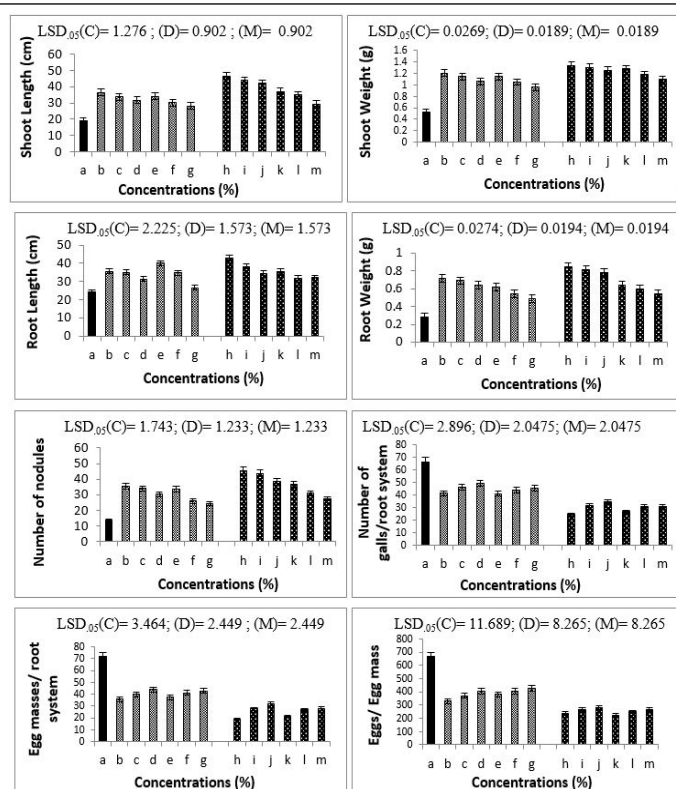 LSD.05(C)= 1.276 ; (D)= 0.902 ; (M)= 0.902
Shoot Length (cm)
60
50
40
30
20
10
0
a b c d e f g h i j k l m
Concentrations (%)
LSD.05(C)= 0.0269; (D)= 0.0189; (M)= 0.0189
Shoot Weight (g)
1.6
1.4
1.2
1
0.8
0.6
0.4
0.2
0
a b c d e f g h i j k l m
Concentrations (%)
LSD.05(C)= 2.225; (D)= 1.573; (M)= 1.573
Root Length (cm)
50
40
30
20
10
0
a b c d e f g h i j k l m
Concentrations (%)
LSD.05(C)= 0.0274; (D)= 0.0194; (M)= 0.0194
Root Weight (g)
1
0.8
0.6
0.4
0.2
0
a b c d e f g h i j k l m
Concentrations (%)
LSD.05(C)= 1.743; (D)= 1.233; (M)= 1.233
Number of nodules
60
50
40
30
20
10
0
a b c d e f g h i j k l m
Concentrations (%)
LSD.05(C)= 2.896; (D)= 2.0475; (M)= 2.0475
Number of
galls/root system
80
70
60
50
40
30
20
10
0
a b c d e f g h i j k l m
Concentrations (%)
LSD.05(C)= 3.464; (D)= 2.449; (M)= 2.449
Egg masses/ root
system
80
70
60
50
40
30
20
10
0
a b c d e f g h i j k l m
Concentrations (%)
LSD.05(C)= 11.689; (D)= 8.265; (M)= 8.265
Eggs/ Egg mass
800
700
600
500
400
300
200
100
0
a b c d e f g h i j k l m
Concentrations (%)